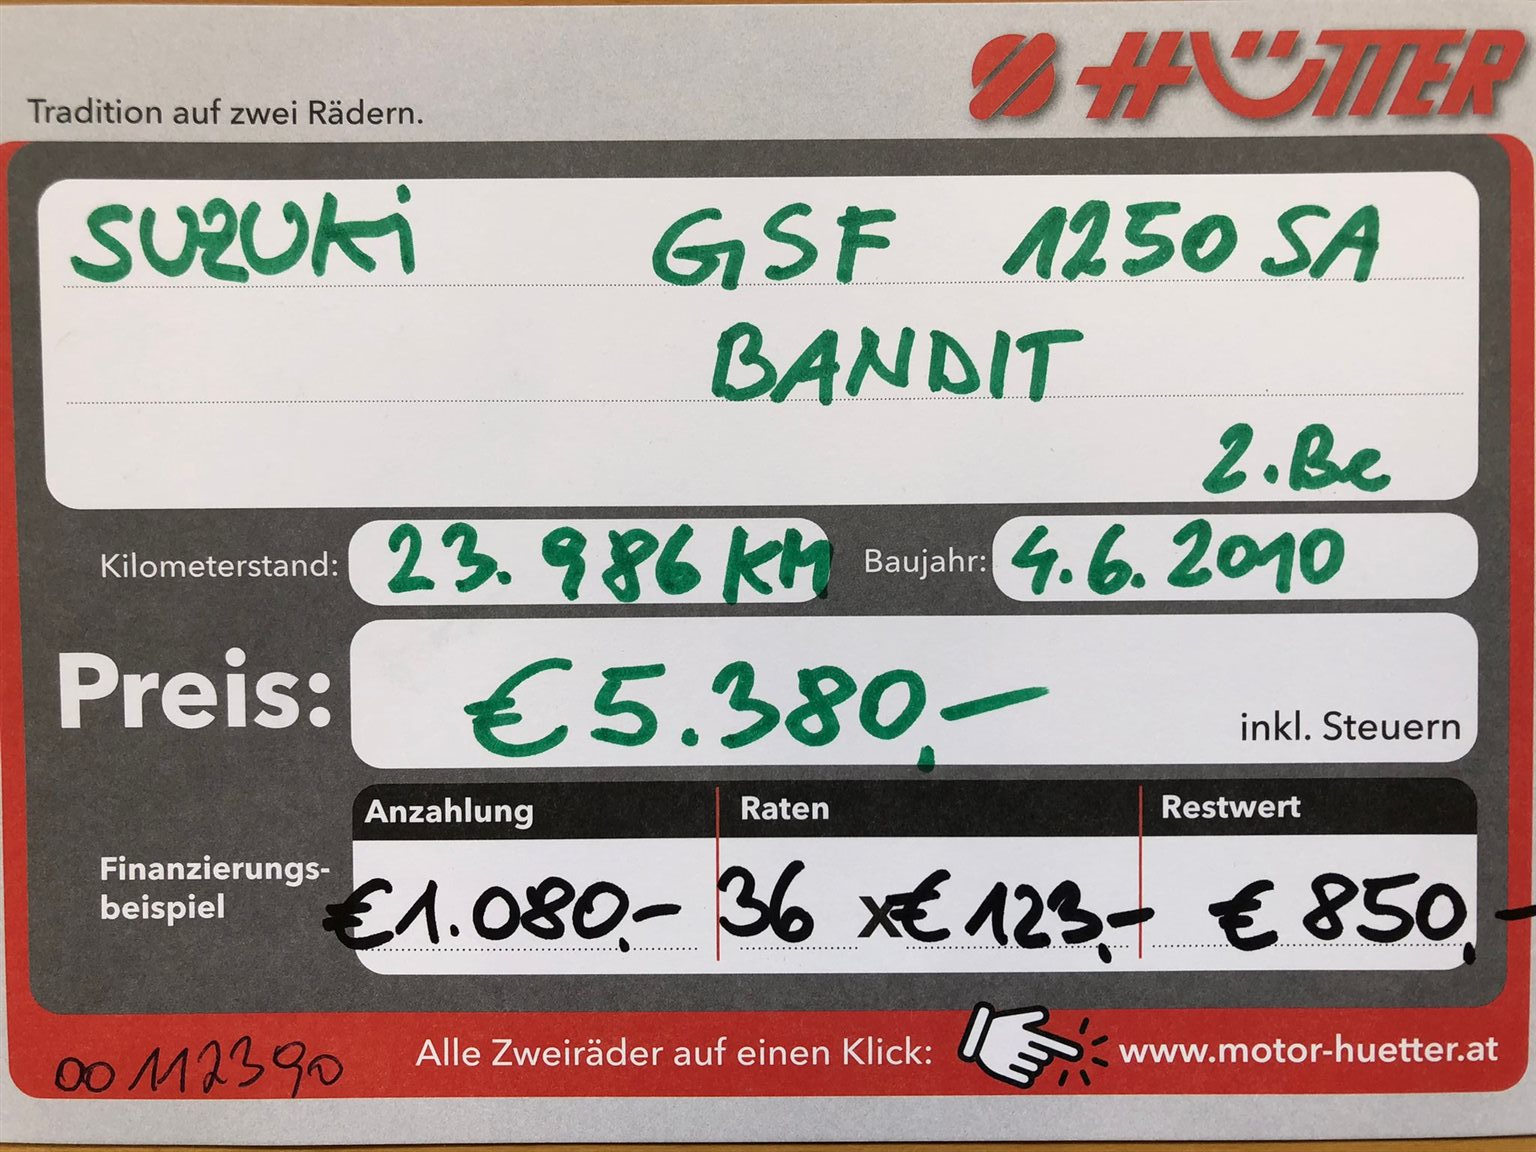 HÜTTER
Tradition auf zwei Rädern.
SUZUKi GSF 1250 SA
BANDIT
2.Be
Kilometerstand: 23.986 KM Baujahr: 4.6.2010
Preis: € 5.380,-
inkl. Steuern
Anzahlung Raten Restwert
Finanzierungs-
beispiel
€ 1.080,- 36 x € 123,- € 850,-
00112390
Alle Zweiräder auf einen Klick: www.motor-huetter.at